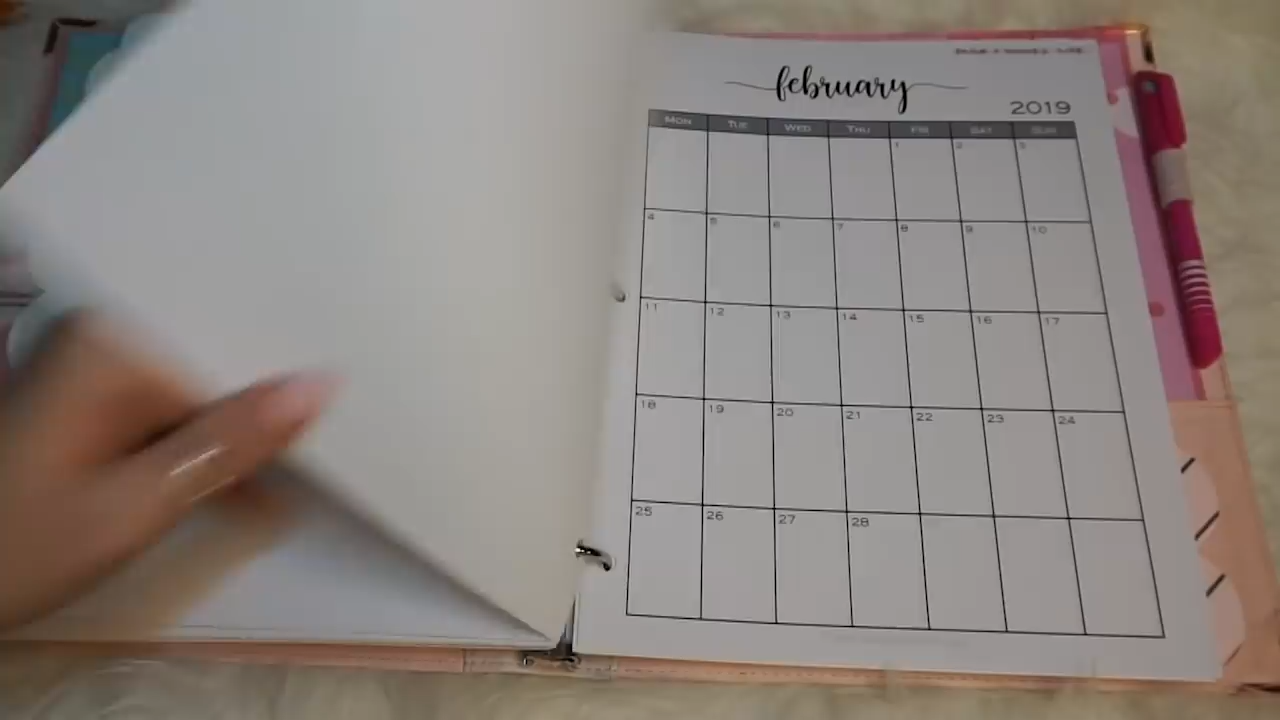 february
2019
MON TUE WED THU FRI SAT SUN
1 2 3
4 5 6 7 8 9 10
11 12 13 14 15 16 17
18 19 20 21 22 23 24
25 26 27 28